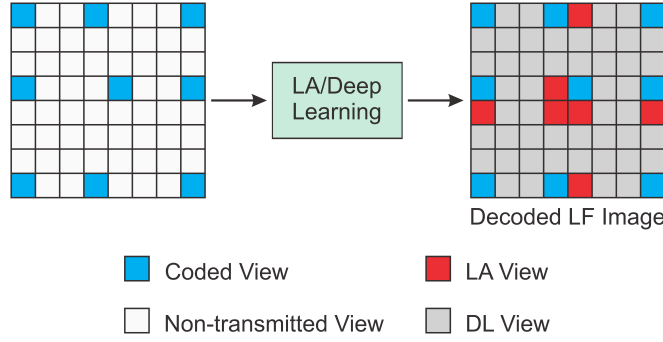 LA/Deep
Learning
Decoded LF Image
Coded View
LA View
Non-transmitted View
DL View